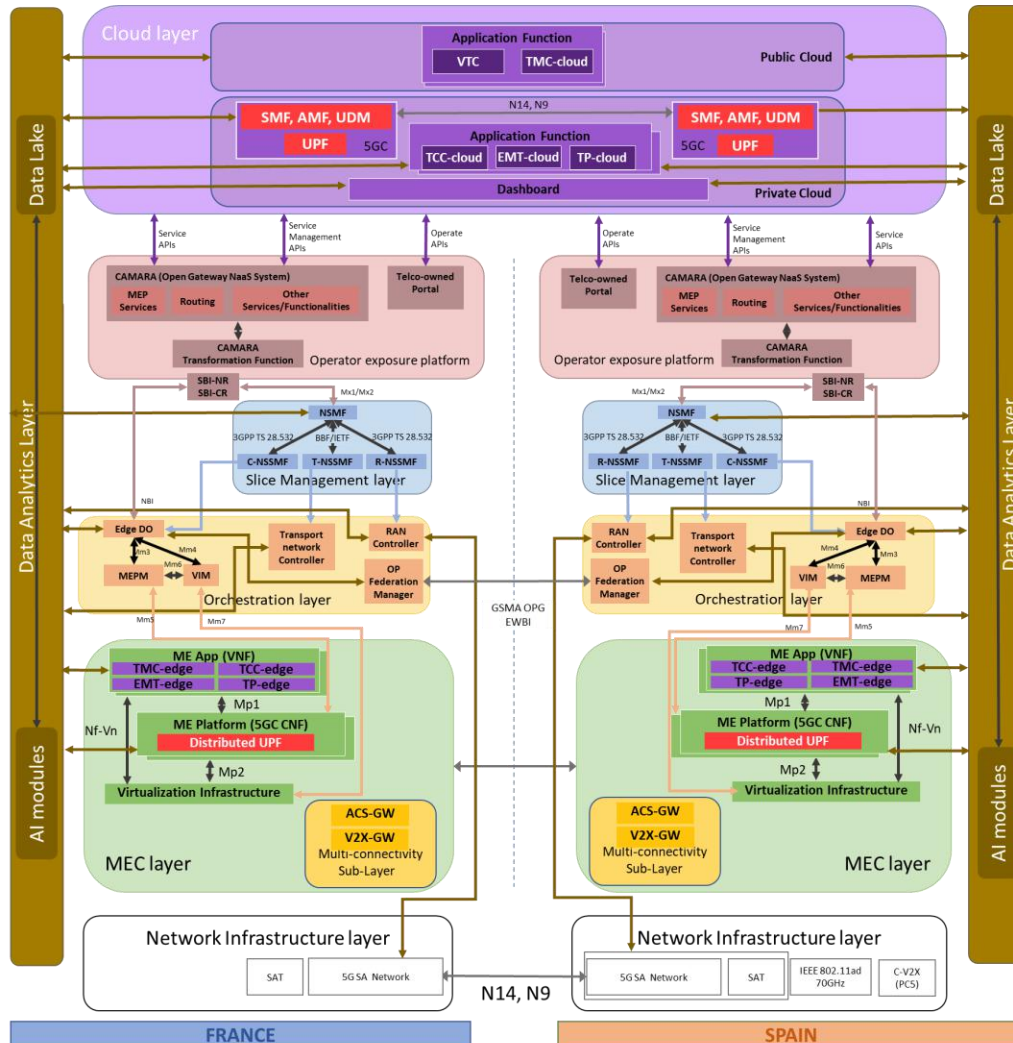 Cloud layer
Application Function
VTC
TMC-cloud
Public Cloud
N14, N9
SMF, AMF, UDM
UPF
5GC
Application Function
TCC-cloud
EMT-cloud
TP-cloud
SMF, AMF, UDM
5GC
UPF
Dashboard
Private Cloud
Data Lake
Data Analytics Layer
AI modules
Data Lake
Data Analytics Layer
AI modules
Service
APIs
Service
Management
APIs
Operate
APIs
Operate
APIs
Service
Management
APIs
Service
APIs
CAMARA (Open Gateway NaaS System)
MEP
Services
Routing
Other
Services/Functionalities
Telco-owned
Portal
CAMARA
Transformation Function
Operator exposure platform
SBI-NR
SBI-CR
Mx1/Mx2
Telco-owned
Portal
CAMARA (Open Gateway NaaS System)
MEP
Services
Routing
Other
Services/Functionalities
CAMARA
Transformation Function
Operator exposure platform
Mx1/Mx2
SBI-NR
SBI-CR
NSMF
3GPP TS 28.532
BBF/IETF
3GPP TS 28.532
C-NSSMF
T-NSSMF
R-NSSMF
Slice Management layer
NSMF
3GPP TS 28.532
BBF/IETF
3GPP TS 28.532
R-NSSMF
T-NSSMF
C-NSSMF
Slice Management layer
NBI
Edge DO
Mm3
Mm4
Mm6
MEPM
VIM
Transport
network
Controller
RAN
Controller
OP
Federation
Manager
Orchestration layer
Mm5
Mm7
NBI
RAN
Controller
OP
Federation
Manager
Transport
network
Controller
Edge DO
Mm4
Mm3
Mm6
VIM
MEPM
Orchestration layer
Mm7
Mm5
GSMA OPG
EWBI
ME App (VNF)
TMC-edge
TCC-edge
EMT-edge
TP-edge
Mp1
Nf-Vn
ME Platform (5GC CNF)
Distributed UPF
Mp2
Virtualization Infrastructure
ACS-GW
V2X-GW
Multi-connectivity
Sub-Layer
MEC layer
ME App (VNF)
TCC-edge
TMC-edge
TP-edge
EMT-edge
Mp1
Nf-Vn
ME Platform (5GC CNF)
Distributed UPF
Mp2
Virtualization Infrastructure
ACS-GW
V2X-GW
Multi-connectivity
Sub-Layer
MEC layer
Network Infrastructure layer
SAT
5G SA Network
N14, N9
Network Infrastructure layer
5G SA Network
SAT
IEEE 802.11ad
70GHz
C-V2X
(PC5)
FRANCE
SPAIN